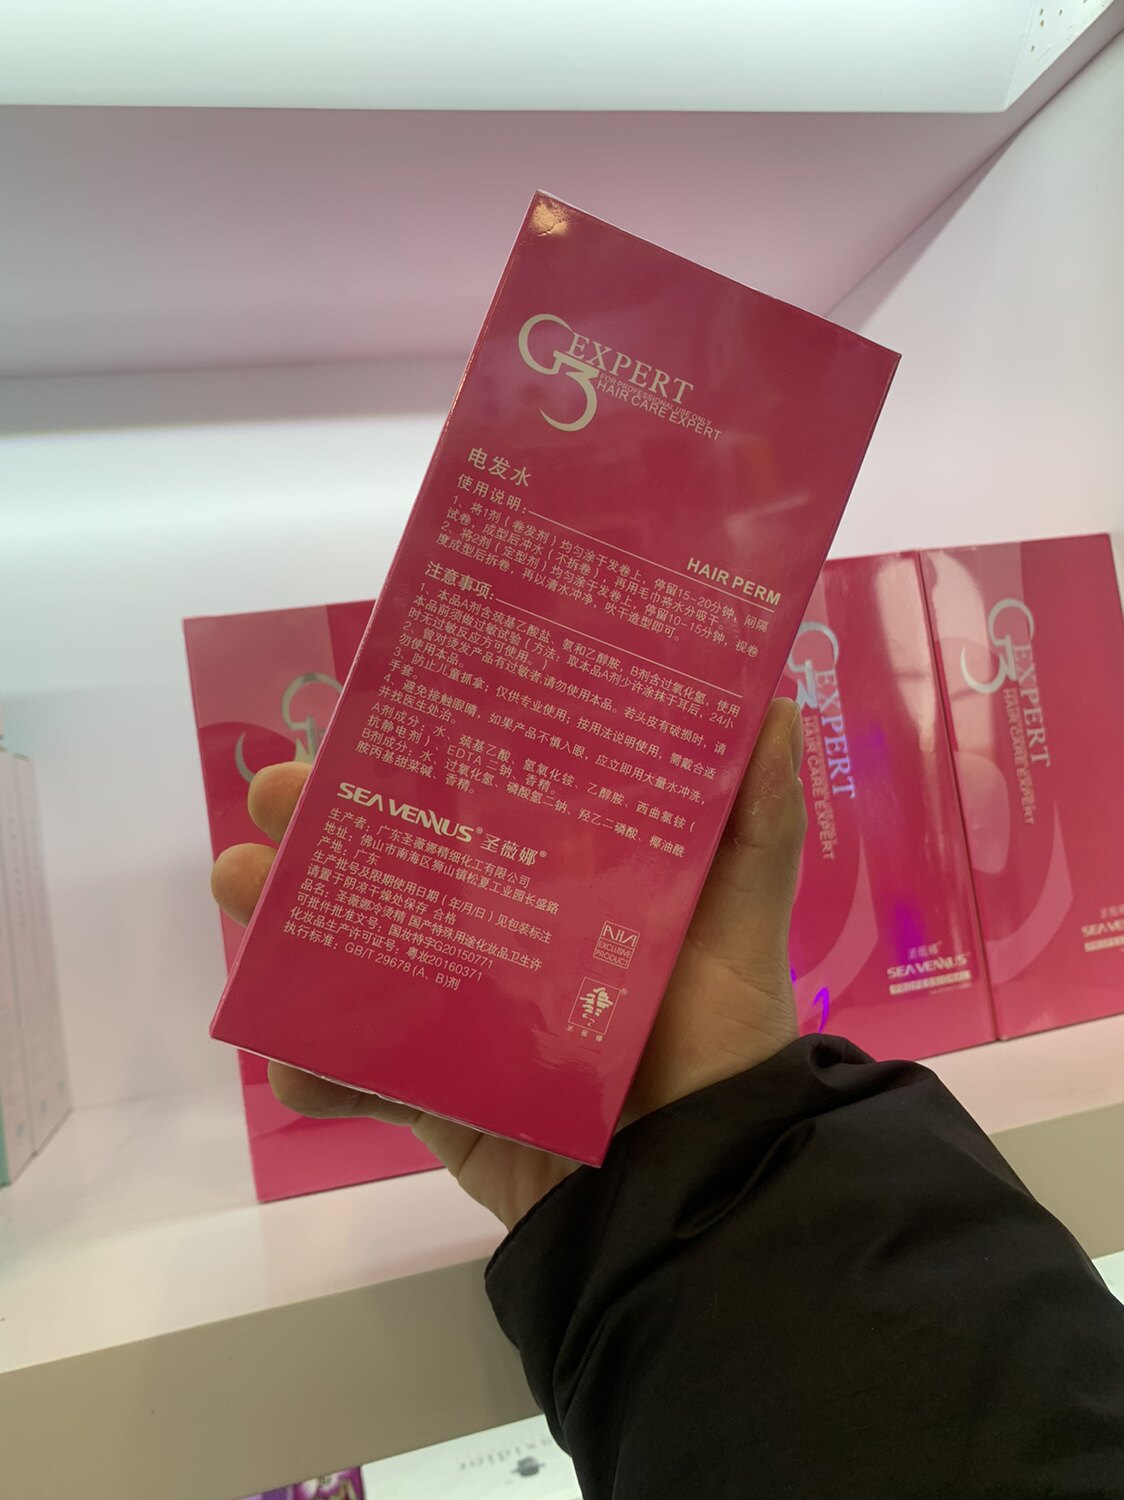 G3 EXPERT
FOR PROFESSIONAL USE ONLY
HAIR CARE EXPERT
电发水
HAIR PERM
使用说明:
1、将1剂（卷发剂）均匀涂于发卷上，停留15~20分钟，间隔
试卷，成型后冲水（不拆卷），再用毛巾将水分吸干。
2、将2剂（定型剂）均匀涂于发卷上，停留10~15分钟，视卷
度成型后拆卷，再以清水冲净，吹干造型即可。
注意事项:
1、本品A剂含巯基乙酸盐、氨和乙醇胺，B剂含过氧化氢，使用
本品前须做过敏试验（方法：取本品A剂少许涂抹于耳后，24小
时无过敏反应方可使用。）
2、曾对烫发产品有过敏者请勿使用本品。若头皮有破损时，请
勿使用本品。
3、防止儿童抓拿；仅供专业使用；按用法说明使用，需戴合适
手套。
4、避免接触眼睛，如果产品不慎入眼，应立即用大量水冲洗，
并找医生处治。
A剂成分：水、巯基乙酸、氢氧化铵、乙醇胺、西曲氯铵（
抗静电剂）、EDTA二钠、香精。
B剂成分：水、过氧化氢、磷酸氢二钠、羟乙二磷酸、椰油酰
胺丙基甜菜碱、香精。
SEA VENNUS® 圣薇娜®
生产者：广东圣薇娜精细化工有限公司
地址：佛山市南海区狮山镇松夏工业园长盛路
产地：广东
生产批号及限期使用日期（年/月/日）见包装标注
请置于阴凉干燥处保存 合格
品名：圣薇娜冷烫精 国产特殊用途化妆品卫生许
可批件批准文号：国妆特字G20150771
化妆品生产许可证号：粤妆20160371
执行标准：GB/T 29678 (A、B)剂
EXCLUSIVE
PRODUCT
圣薇娜
G3 EXPERT
HAIR CARE EXPERT
圣薇娜
SEA VENNUS
PROFESSIONAL
G3 EXPERT
HAIR CARE EXPERT
圣薇娜